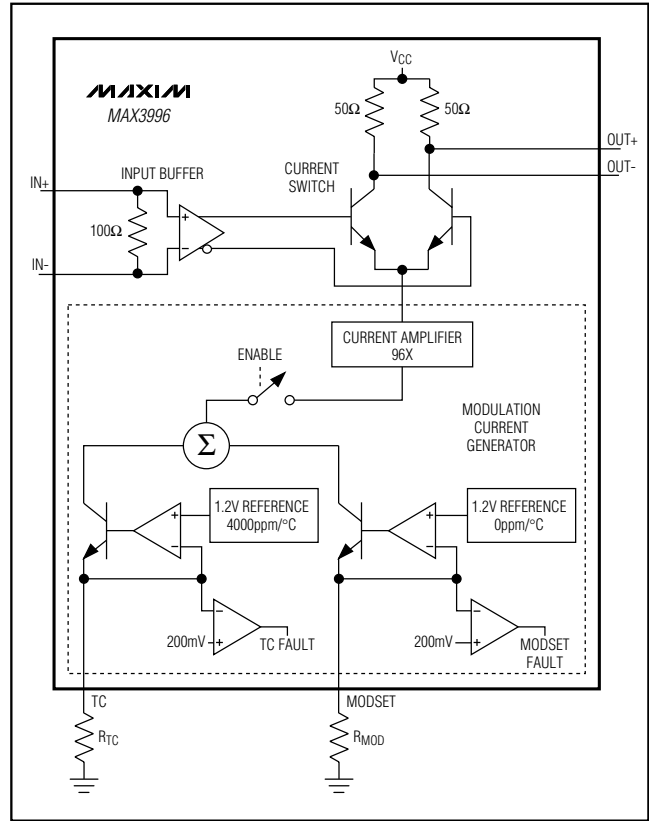 VCC
MAXIM
MAX3996
50Ω
50Ω
OUT+
OUT-
IN+
INPUT BUFFER
CURRENT
SWITCH
100Ω
+
−
IN-
CURRENT AMPLIFIER
96X
ENABLE
MODULATION
CURRENT
GENERATOR
Σ
1.2V REFERENCE
4000ppm/°C
+
−
1.2V REFERENCE
0ppm/°C
+
−
−
200mV
+
TC FAULT
−
200mV
+
MODSET
FAULT
TC
MODSET
RTC
RMOD